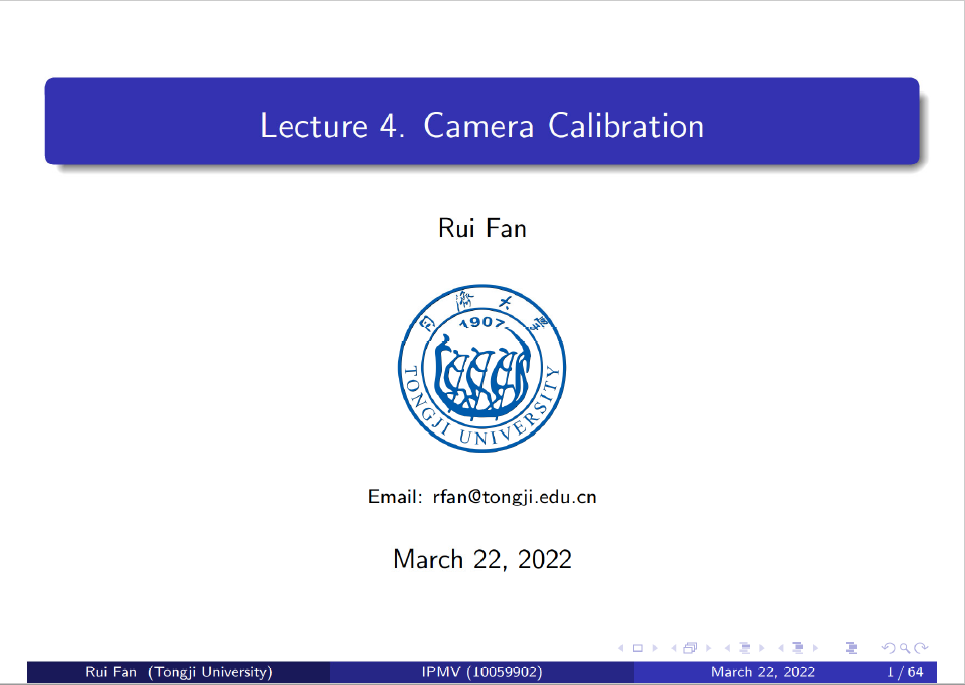 Lecture 4. Camera Calibration
Rui Fan
同濟大學
1907
TONGJI UNIVERSITY
Email: rfan@tongji.edu.cn
March 22, 2022
Rui Fan (Tongji University)
IPMV (10059902)
March 22, 2022
1 / 64